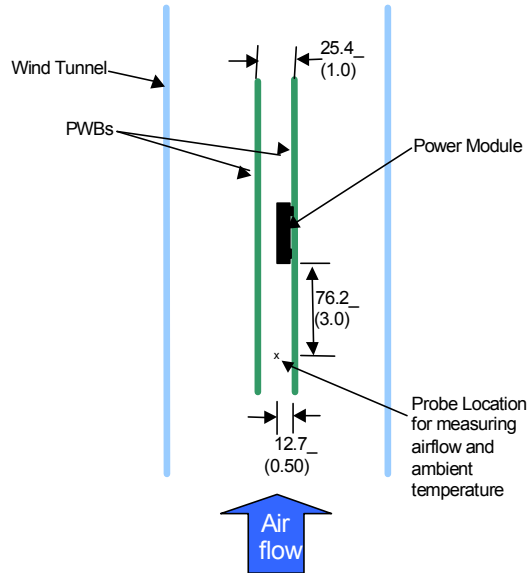 25.4_
(1.0)
Wind Tunnel
PWBs
Power Module
76.2_
(3.0)
x
Probe Location
for measuring
airflow and
ambient
temperature
12.7_
(0.50)
Air
flow